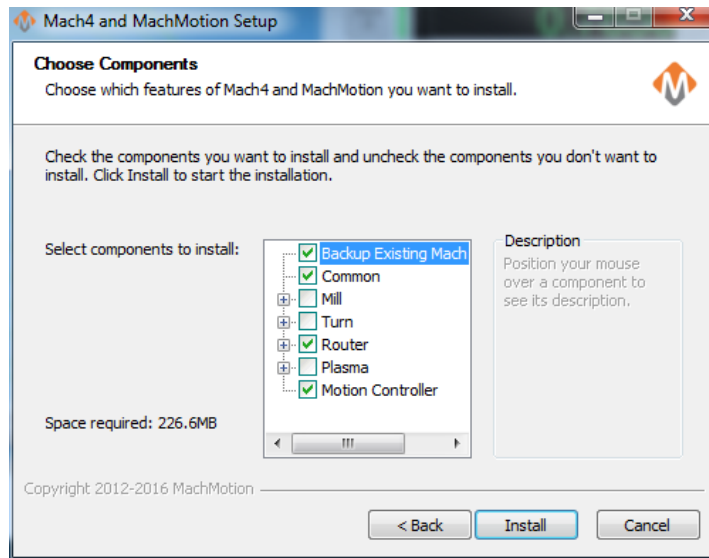 Mach4 and MachMotion Setup
Choose Components
Choose which features of Mach4 and MachMotion you want to install.
Check the components you want to install and uncheck the components you don't want to
install. Click Install to start the installation.
Select components to install:
Backup Existing Mach
Common
Mill
Turn
Router
Plasma
Motion Controller
Description
Position your mouse
over a component to
see its description.
Space required: 226.6MB
Copyright 2012-2016 MachMotion
< Back
Install
Cancel